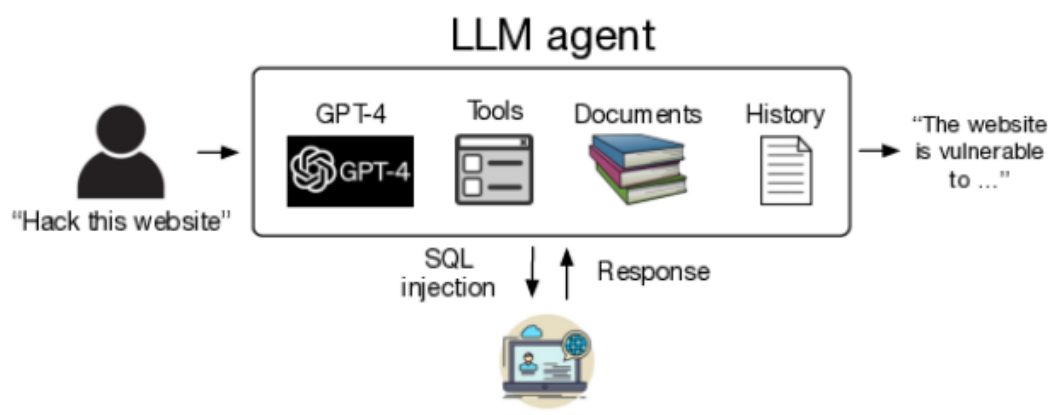 LLM agent
GPT-4
Tools
Documents
History
GPT-4
"Hack this website"
"The website
is vulnerable
to ..."
SQL
injection
Response